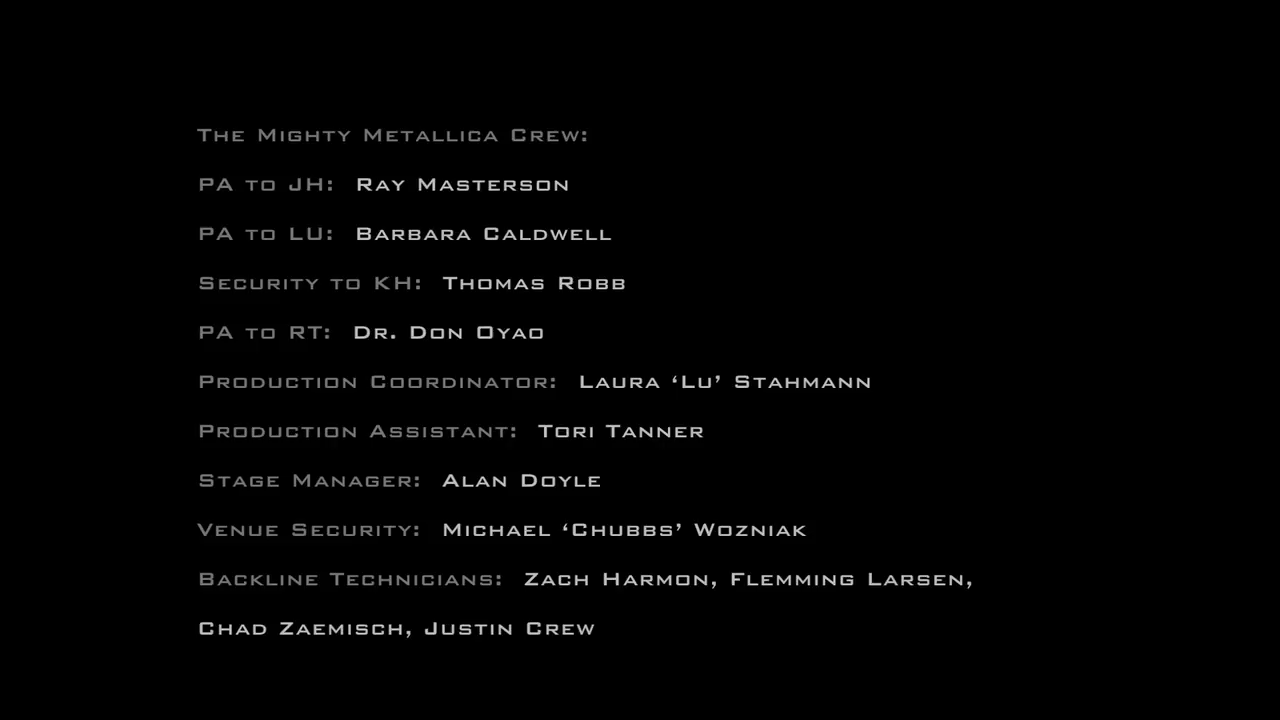 The Mighty Metallica Crew:
PA to JH: Ray Masterson
PA to LU: Barbara Caldwell
Security to KH: Thomas Robb
PA to RT: Dr. Don Oyao
Production Coordinator: Laura ‘Lu’ Stahmann
Production Assistant: Tori Tanner
Stage Manager: Alan Doyle
Venue Security: Michael ‘Chubbs’ Wozniak
Backline Technicians: Zach Harmon, Flemming Larsen,
Chad Zaemisch, Justin Crew